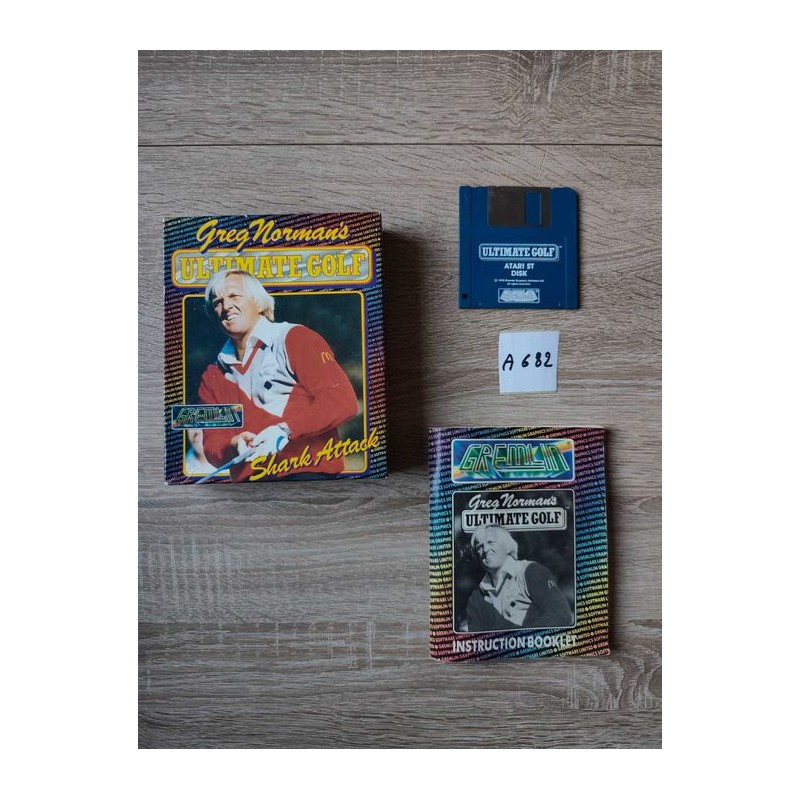 Greg Norman's
ULTIMATE GOLF
GREMLIN
Shark Attack
ULTIMATE GOLF
ATARI ST
DISK
A682
GREMLIN
Greg Norman's
ULTIMATE GOLF
INSTRUCTION BOOKLET